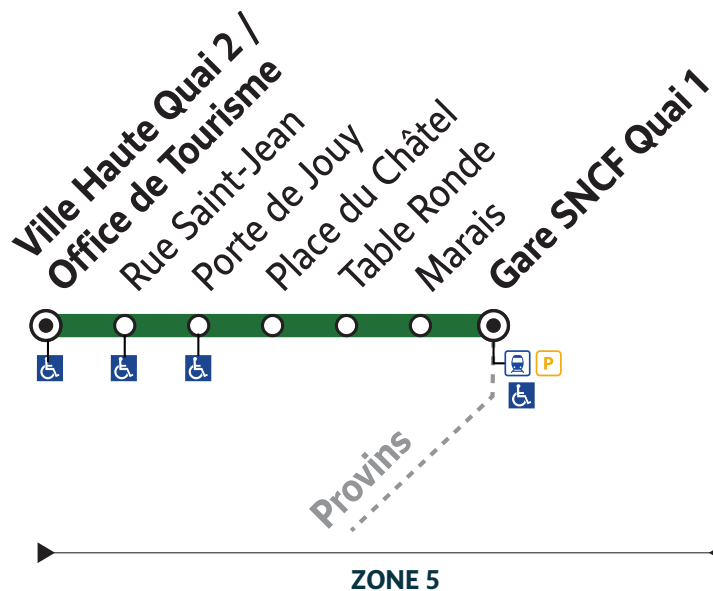 Ville Haute Quai 2 /
Office de Tourisme
Rue Saint-Jean
Porte de Jouy
Place du Châtel
Table Ronde
Marais
Gare SNCF Quai 1
P
Provins
ZONE 5